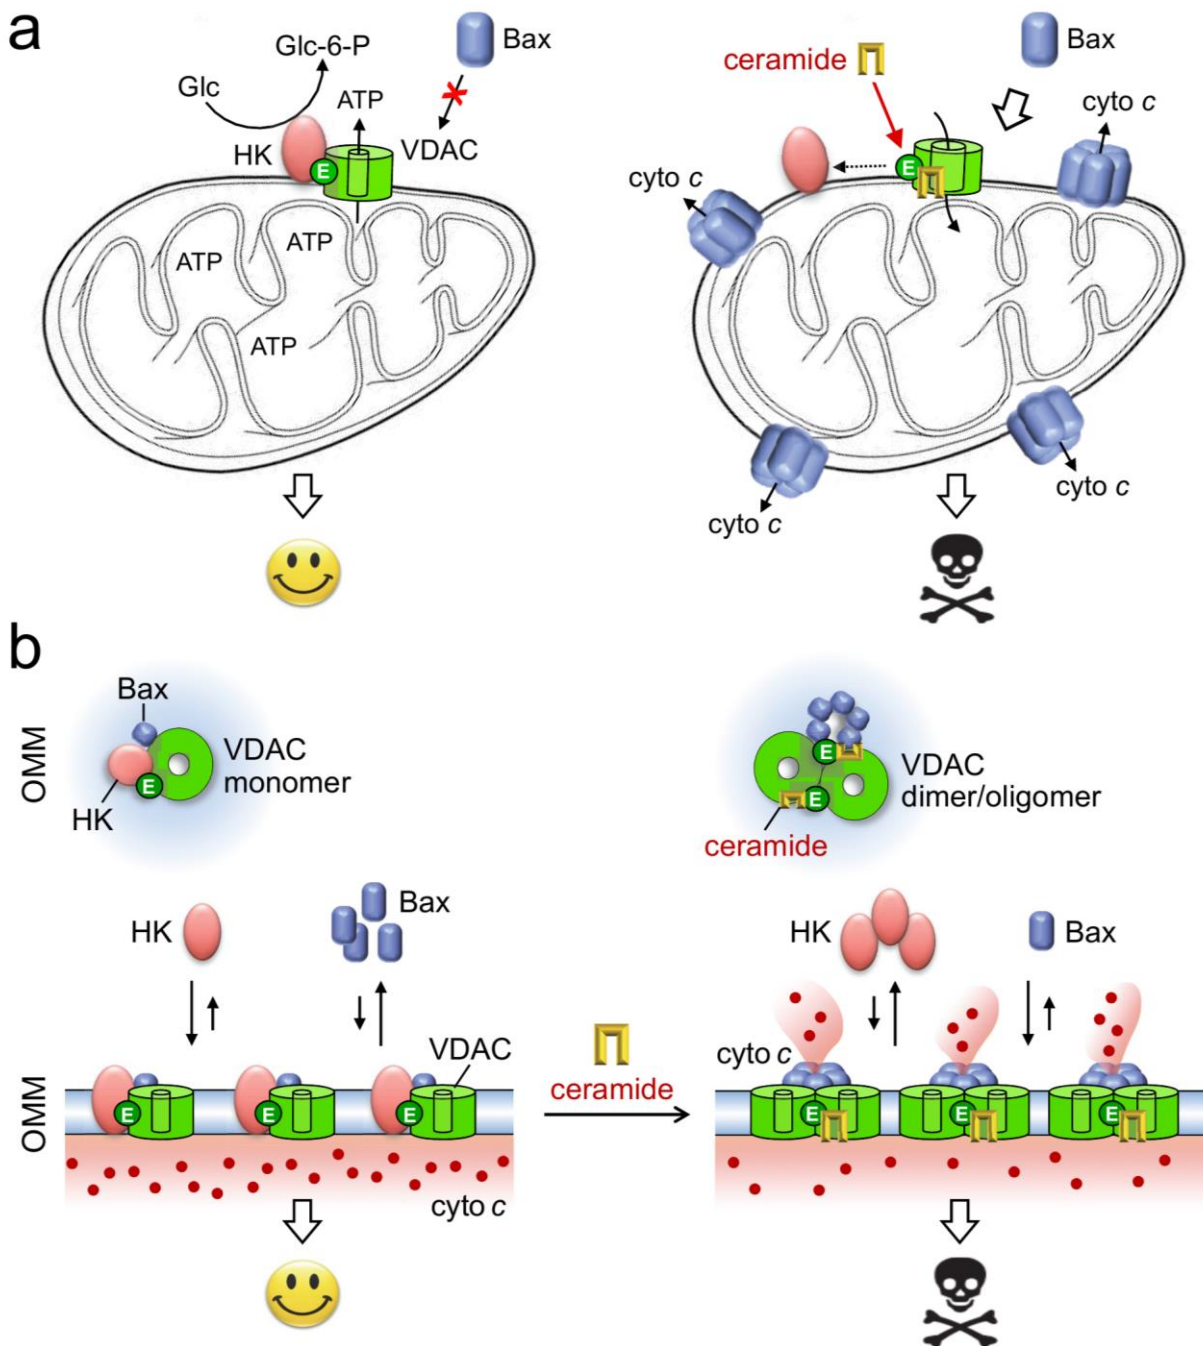 a
Glc-6-P
Bax
Glc
ATP
HK
E
VDAC
ATP
ATP
ATP
ceramide
Bax
cyto c
E
cyto c
cyto c
cyto c
b
OMM
Bax
VDAC
monomer
E
HK
E
VDAC
dimer/oligomer
E
ceramide
HK
Bax
HK
Bax
VDAC
cyto c
OMM
E
E
E
ceramide
E
E
E
cyto c